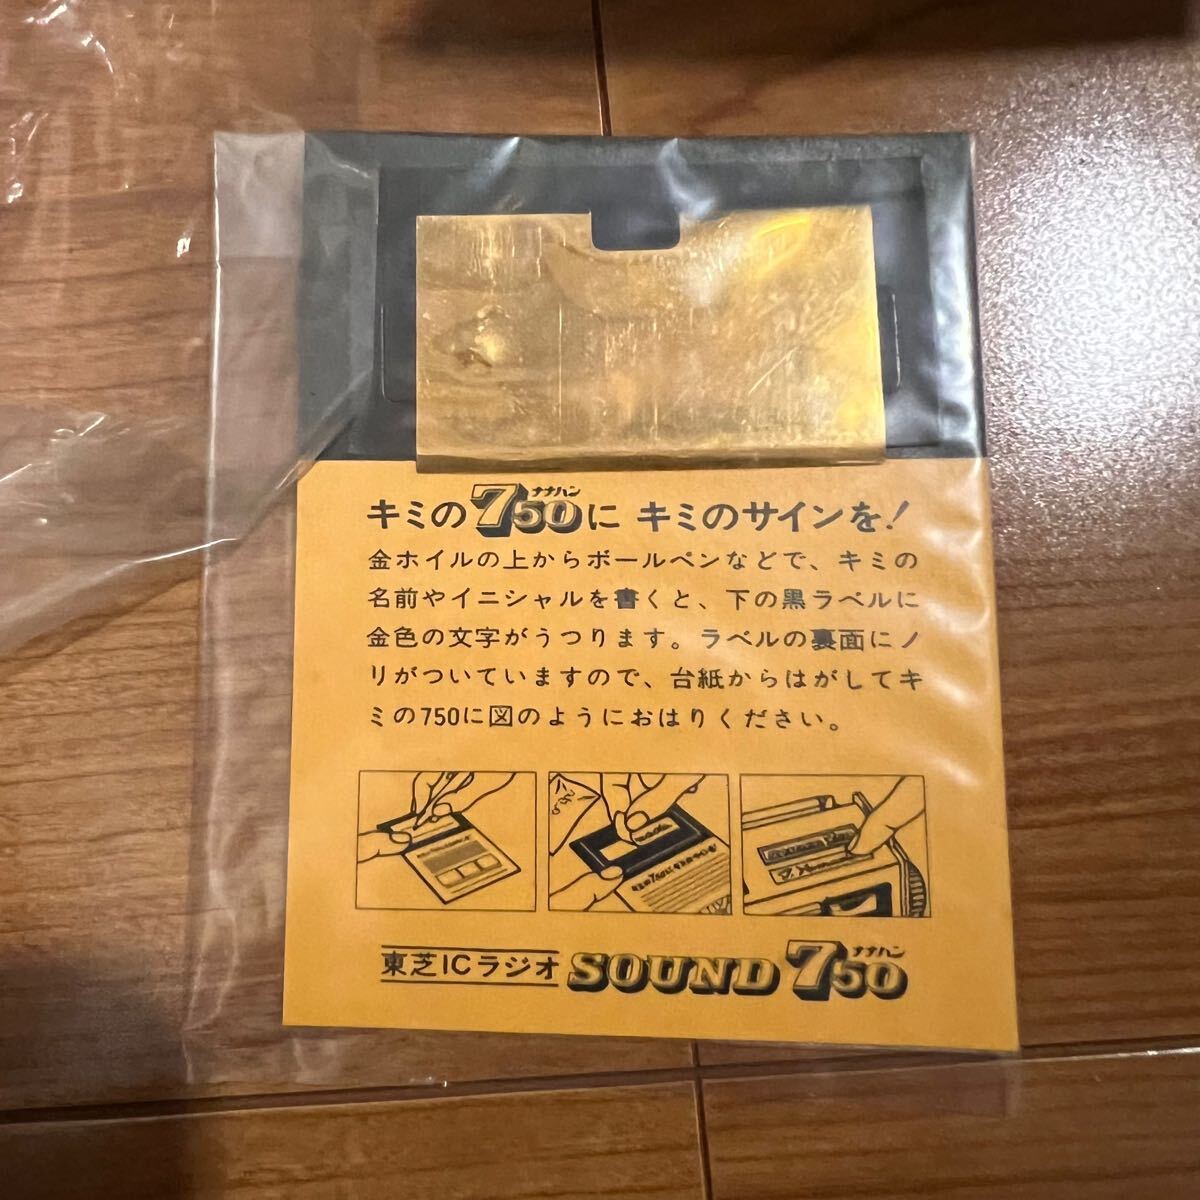 キミの750ナナハンに キミのサインを!
金ホイルの上からボールペンなどで、キミの
名前やイニシャルを書くと、下の黒ラベルに
金色の文字がうつります。ラベルの裏面にノ
リがついていますので、台紙からはがしてキ
ミの750に図のようにおはりください。
東芝ICラジオ SOUND 750ナナハン